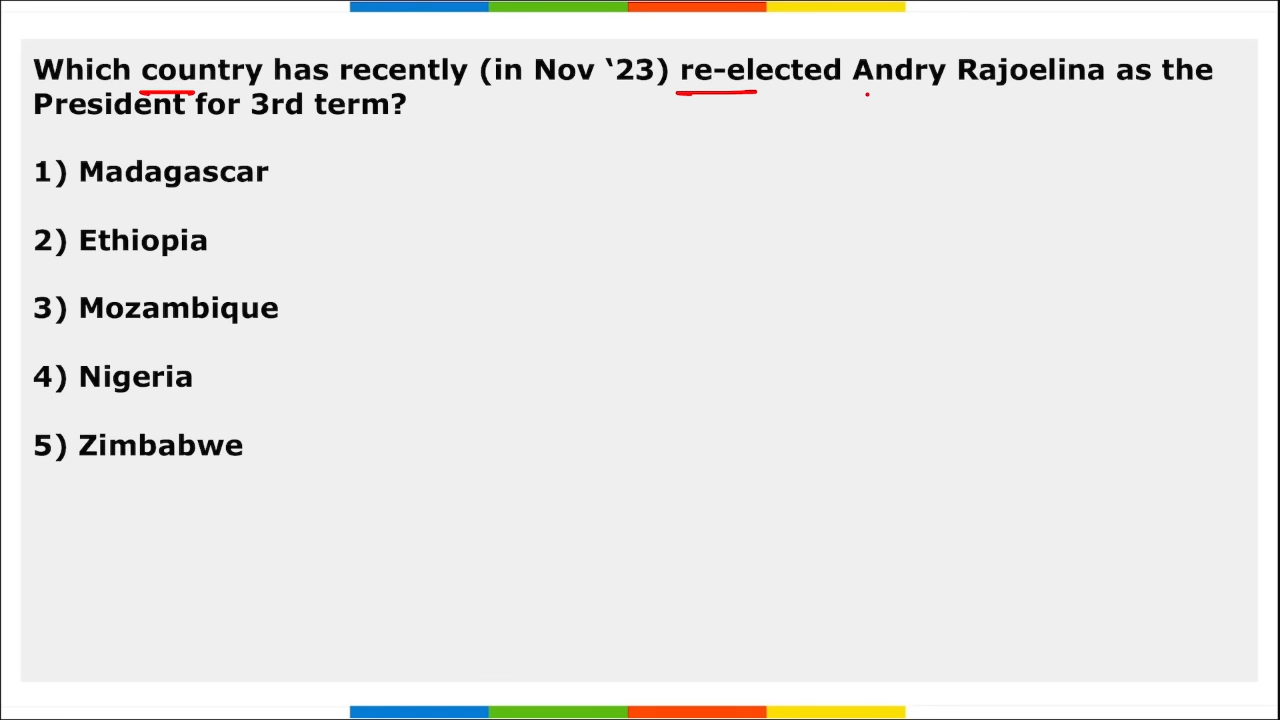 Which country has recently (in Nov ‘23) re-elected Andry Rajoelina as the
President for 3rd term?
1) Madagascar
2) Ethiopia
3) Mozambique
4) Nigeria
5) Zimbabwe